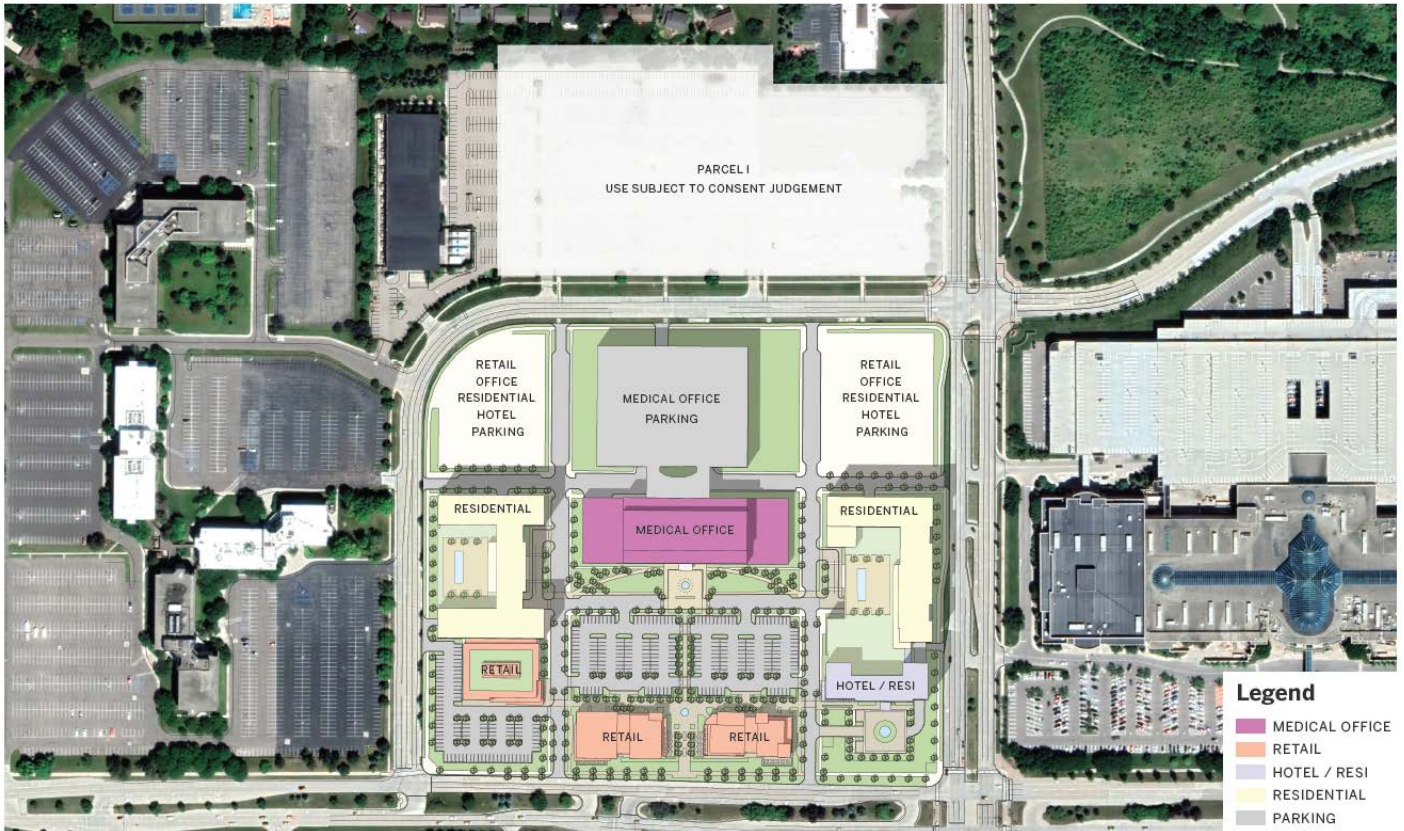 PARCEL I
USE SUBJECT TO CONSENT JUDGEMENT
RETAIL
OFFICE
RESIDENTIAL
HOTEL
PARKING
MEDICAL OFFICE
PARKING
RETAIL
OFFICE
RESIDENTIAL
HOTEL
PARKING
RESIDENTIAL
MEDICAL OFFICE
RESIDENTIAL
RETAIL
HOTEL / RESI
RETAIL
RETAIL
Legend
MEDICAL OFFICE
RETAIL
HOTEL / RESI
RESIDENTIAL
PARKING